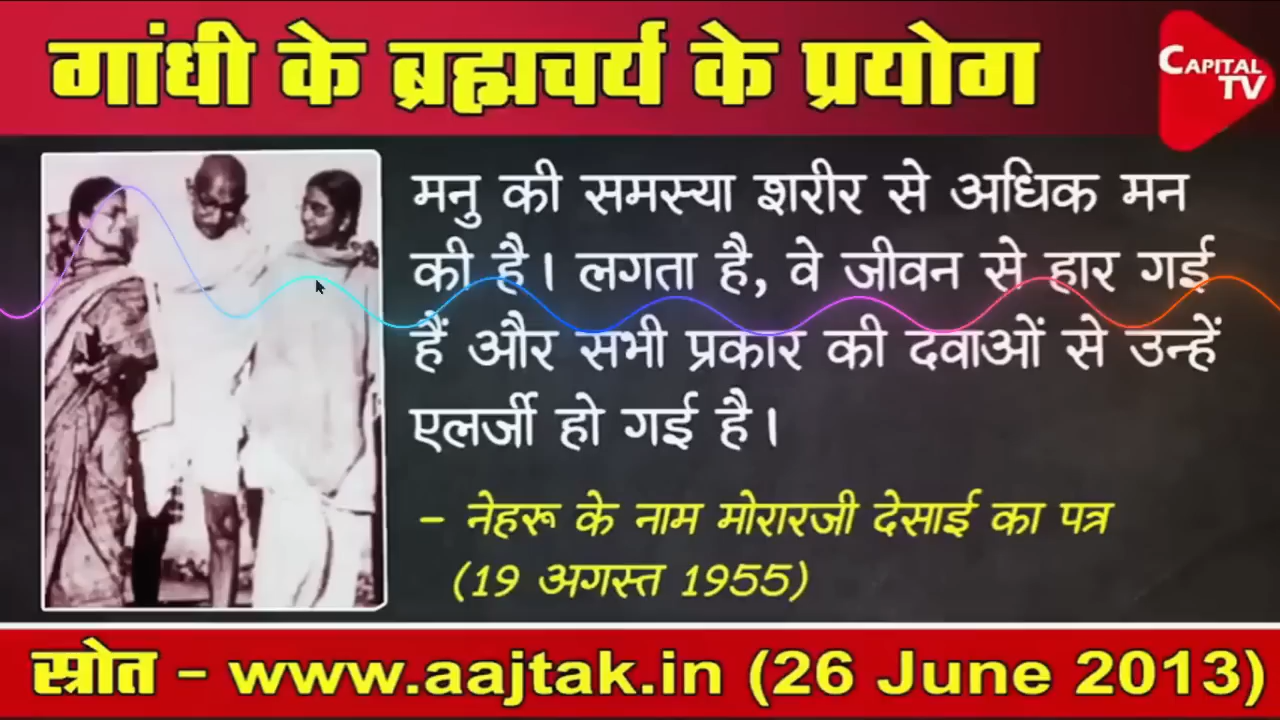 गांधी के ब्रह्मचर्य के प्रयोग
CAPITAL
TV
मनु की समस्या शरीर से अधिक मन
की है। लगता है, वे जीवन से हार गई
हैं और सभी प्रकार की दवाओं से उन्हें
एलर्जी हो गई है।
- नेहरू के नाम मोरारजी देसाई का पत्र
(19 अगस्त 1955)
स्रोत - www.aajtak.in (26 June 2013)